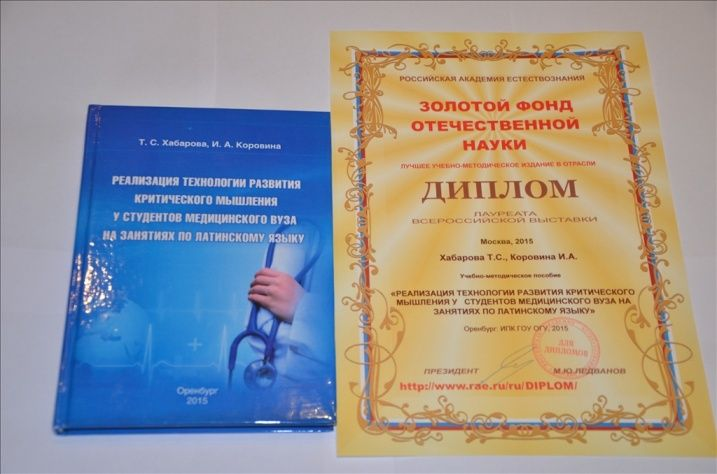 Т. С. Хабарова, И. А. Коровина
РЕАЛИЗАЦИЯ ТЕХНОЛОГИИ РАЗВИТИЯ
КРИТИЧЕСКОГО МЫШЛЕНИЯ
У СТУДЕНТОВ МЕДИЦИНСКОГО ВУЗА
НА ЗАНЯТИЯХ ПО ЛАТИНСКОМУ ЯЗЫКУ
Оренбург
2015
РОССИЙСКАЯ АКАДЕМИЯ ЕСТЕСТВОЗНАНИЯ
ЗОЛОТОЙ ФОНД
ОТЕЧЕСТВЕННОЙ
НАУКИ
ЛУЧШЕЕ УЧЕБНО-МЕТОДИЧЕСКОЕ ИЗДАНИЕ В ОТРАСЛИ
ДИПЛОМ
ЛАУРЕАТА
ВСЕРОССИЙСКОЙ ВЫСТАВКИ
Москва, 2015
Хабарова Т.С., Коровина И.А.
Учебно-методическое пособие
«РЕАЛИЗАЦИЯ ТЕХНОЛОГИИ РАЗВИТИЯ КРИТИЧЕСКОГО
МЫШЛЕНИЯ У СТУДЕНТОВ МЕДИЦИНСКОГО ВУЗА НА
ЗАНЯТИЯХ ПО ЛАТИНСКОМУ ЯЗЫКУ»
Оренбург: ИПК ГОУ ОГУ, 2015
ДЛЯ
ДИПЛОМОВ
ПРЕЗИДЕНТ М.Ю.ЛЕДВАНОВ
http://www.rae.ru/ru/DIPLOM/